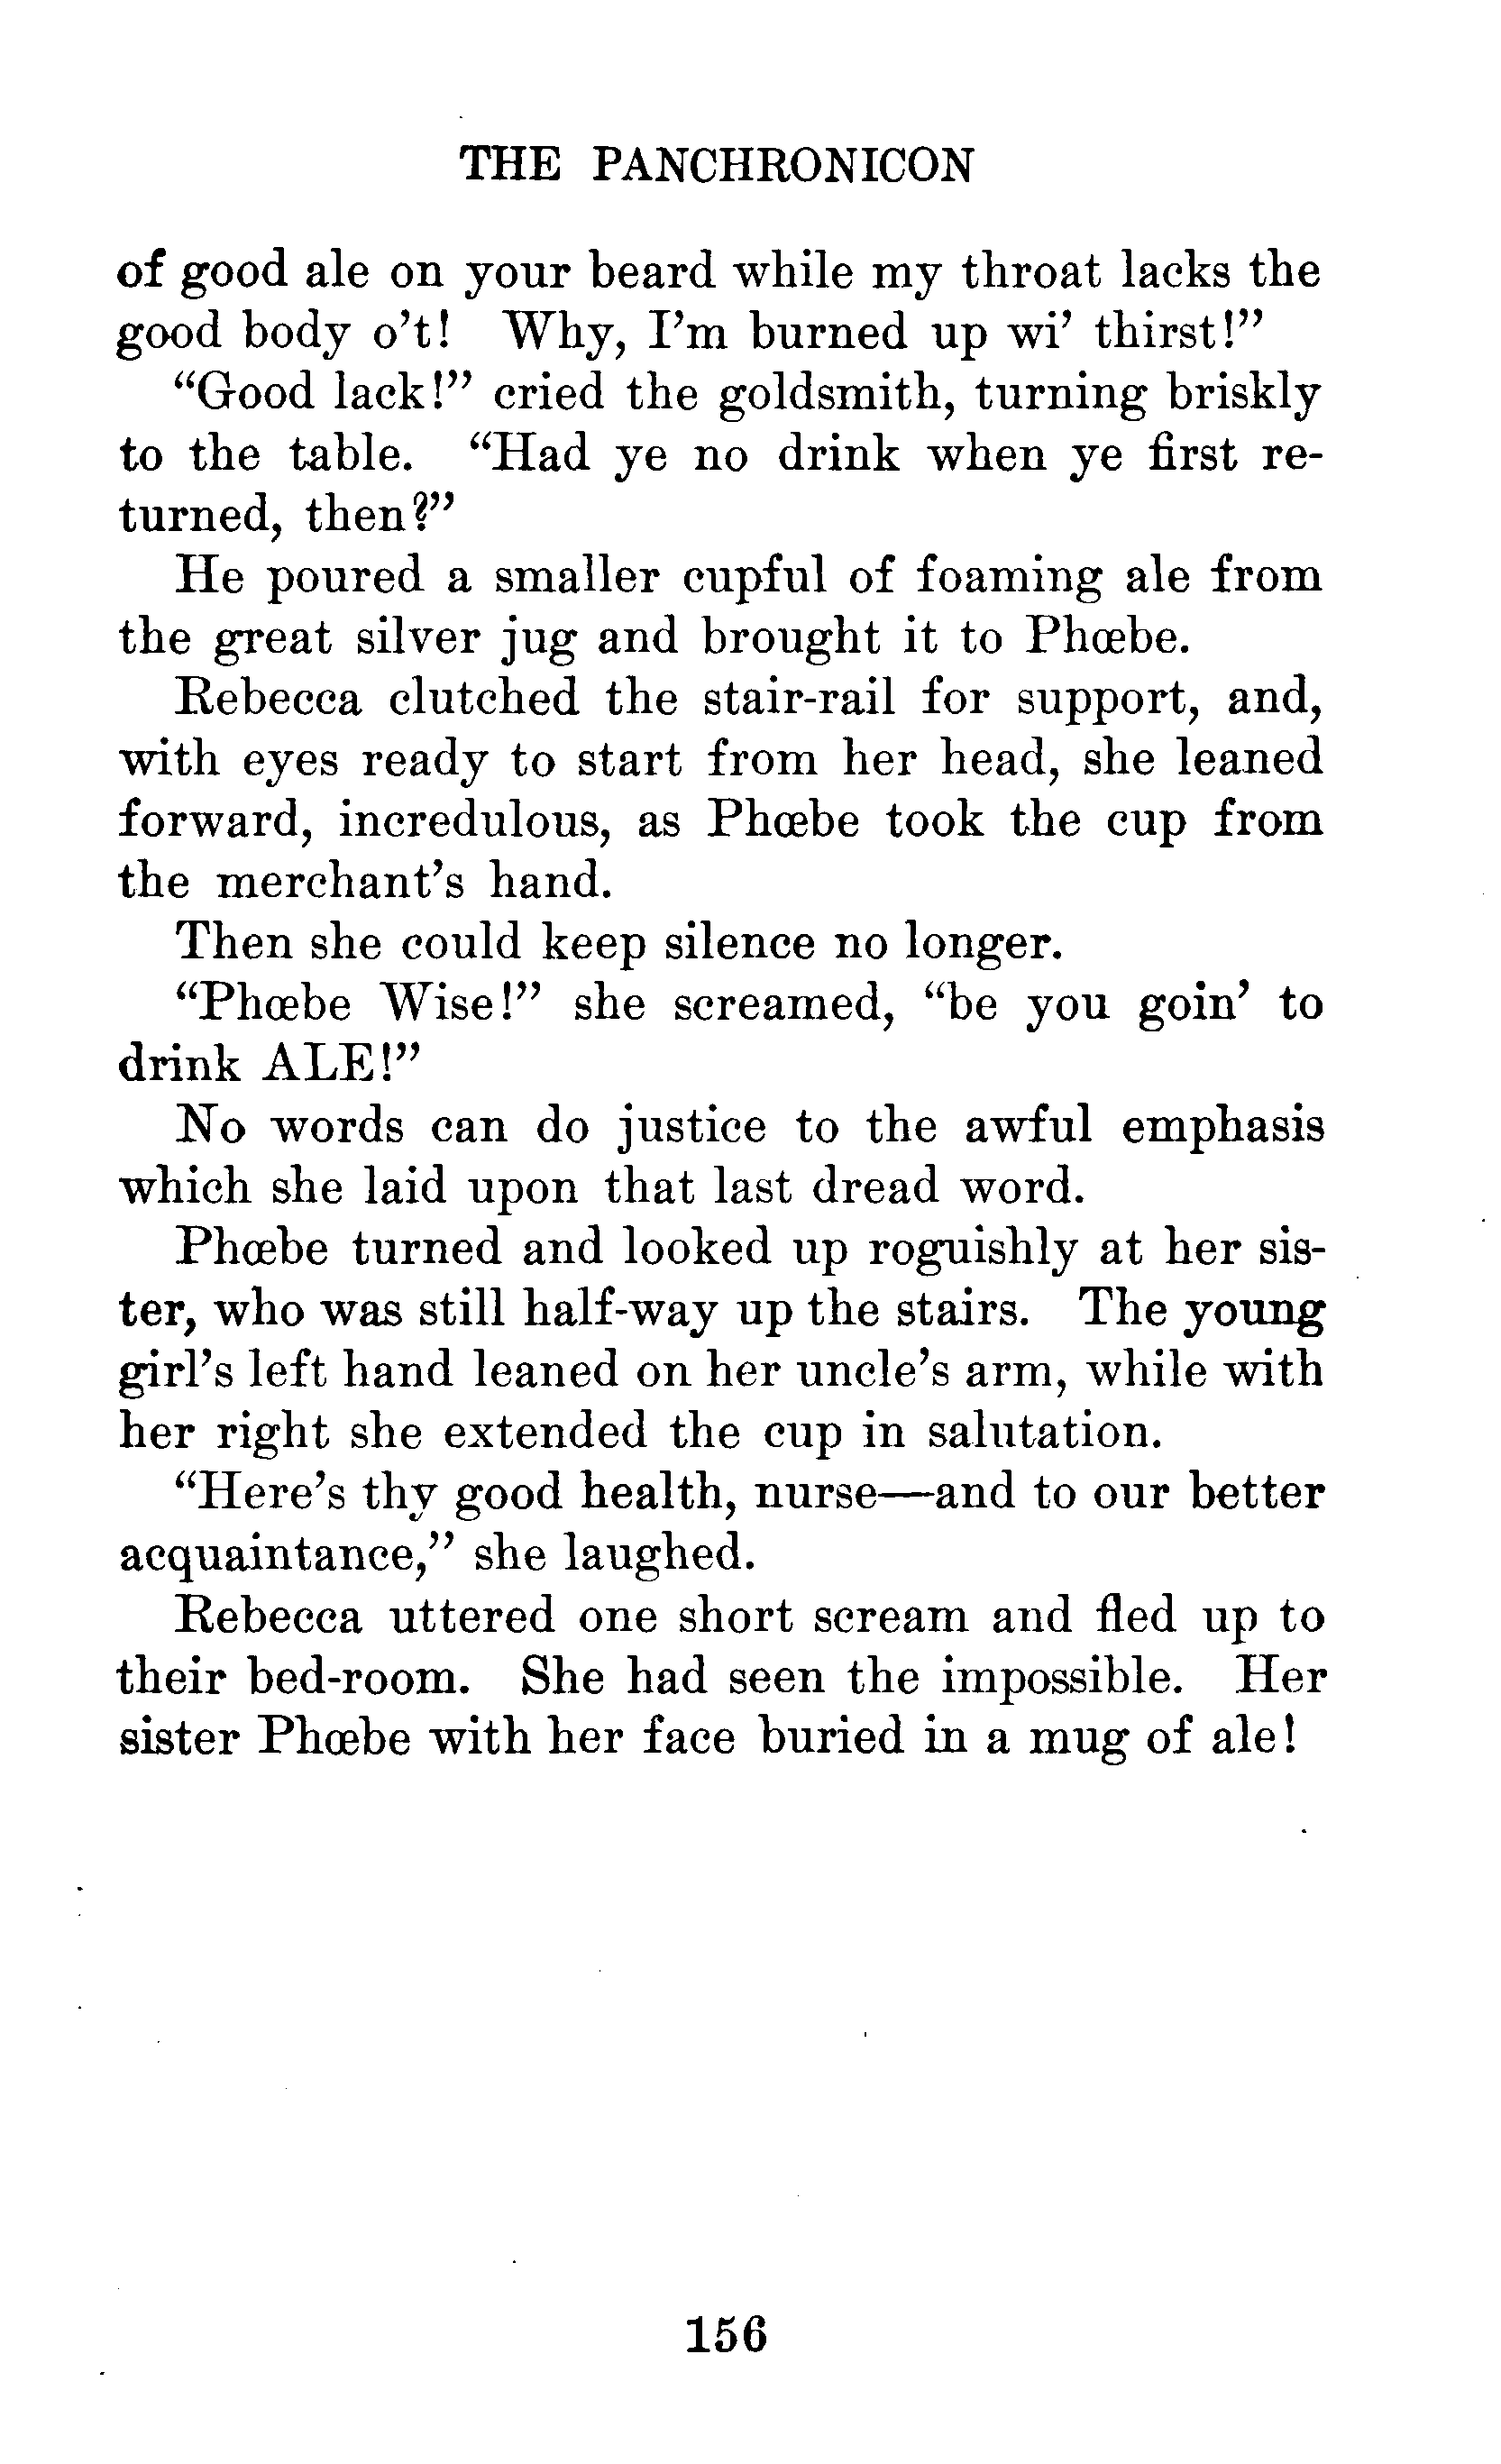 THE PANCHRONICON
of good ale on your beard while my throat lacks the
good body o't! Why, I'm burned up wi' thirst!"
"Good lack!" cried the goldsmith, turning briskly
to the table. "Had ye no drink when ye first re-
turned, then?"
He poured a smaller cupful of foaming ale from
the great silver jug and brought it to Phœbe.
Rebecca clutched the stair-rail for support, and,
with eyes ready to start from her head, she leaned
forward, incredulous, as Phœbe took the cup from
the merchant's hand.
Then she could keep silence no longer.
"Phœbe Wise!" she screamed, "be you goin' to
drink ALE!"
No words can do justice to the awful emphasis
which she laid upon that last dread word.
Phœbe turned and looked up roguishly at her sis-
ter, who was still half-way up the stairs. The young
girl's left hand leaned on her uncle's arm, while with
her right she extended the cup in salutation.
"Here's thy good health, nurse—and to our better
acquaintance," she laughed.
Rebecca uttered one short scream and fled up to
their bed-room. She had seen the impossible. Her
sister Phœbe with her face buried in a mug of ale!
156